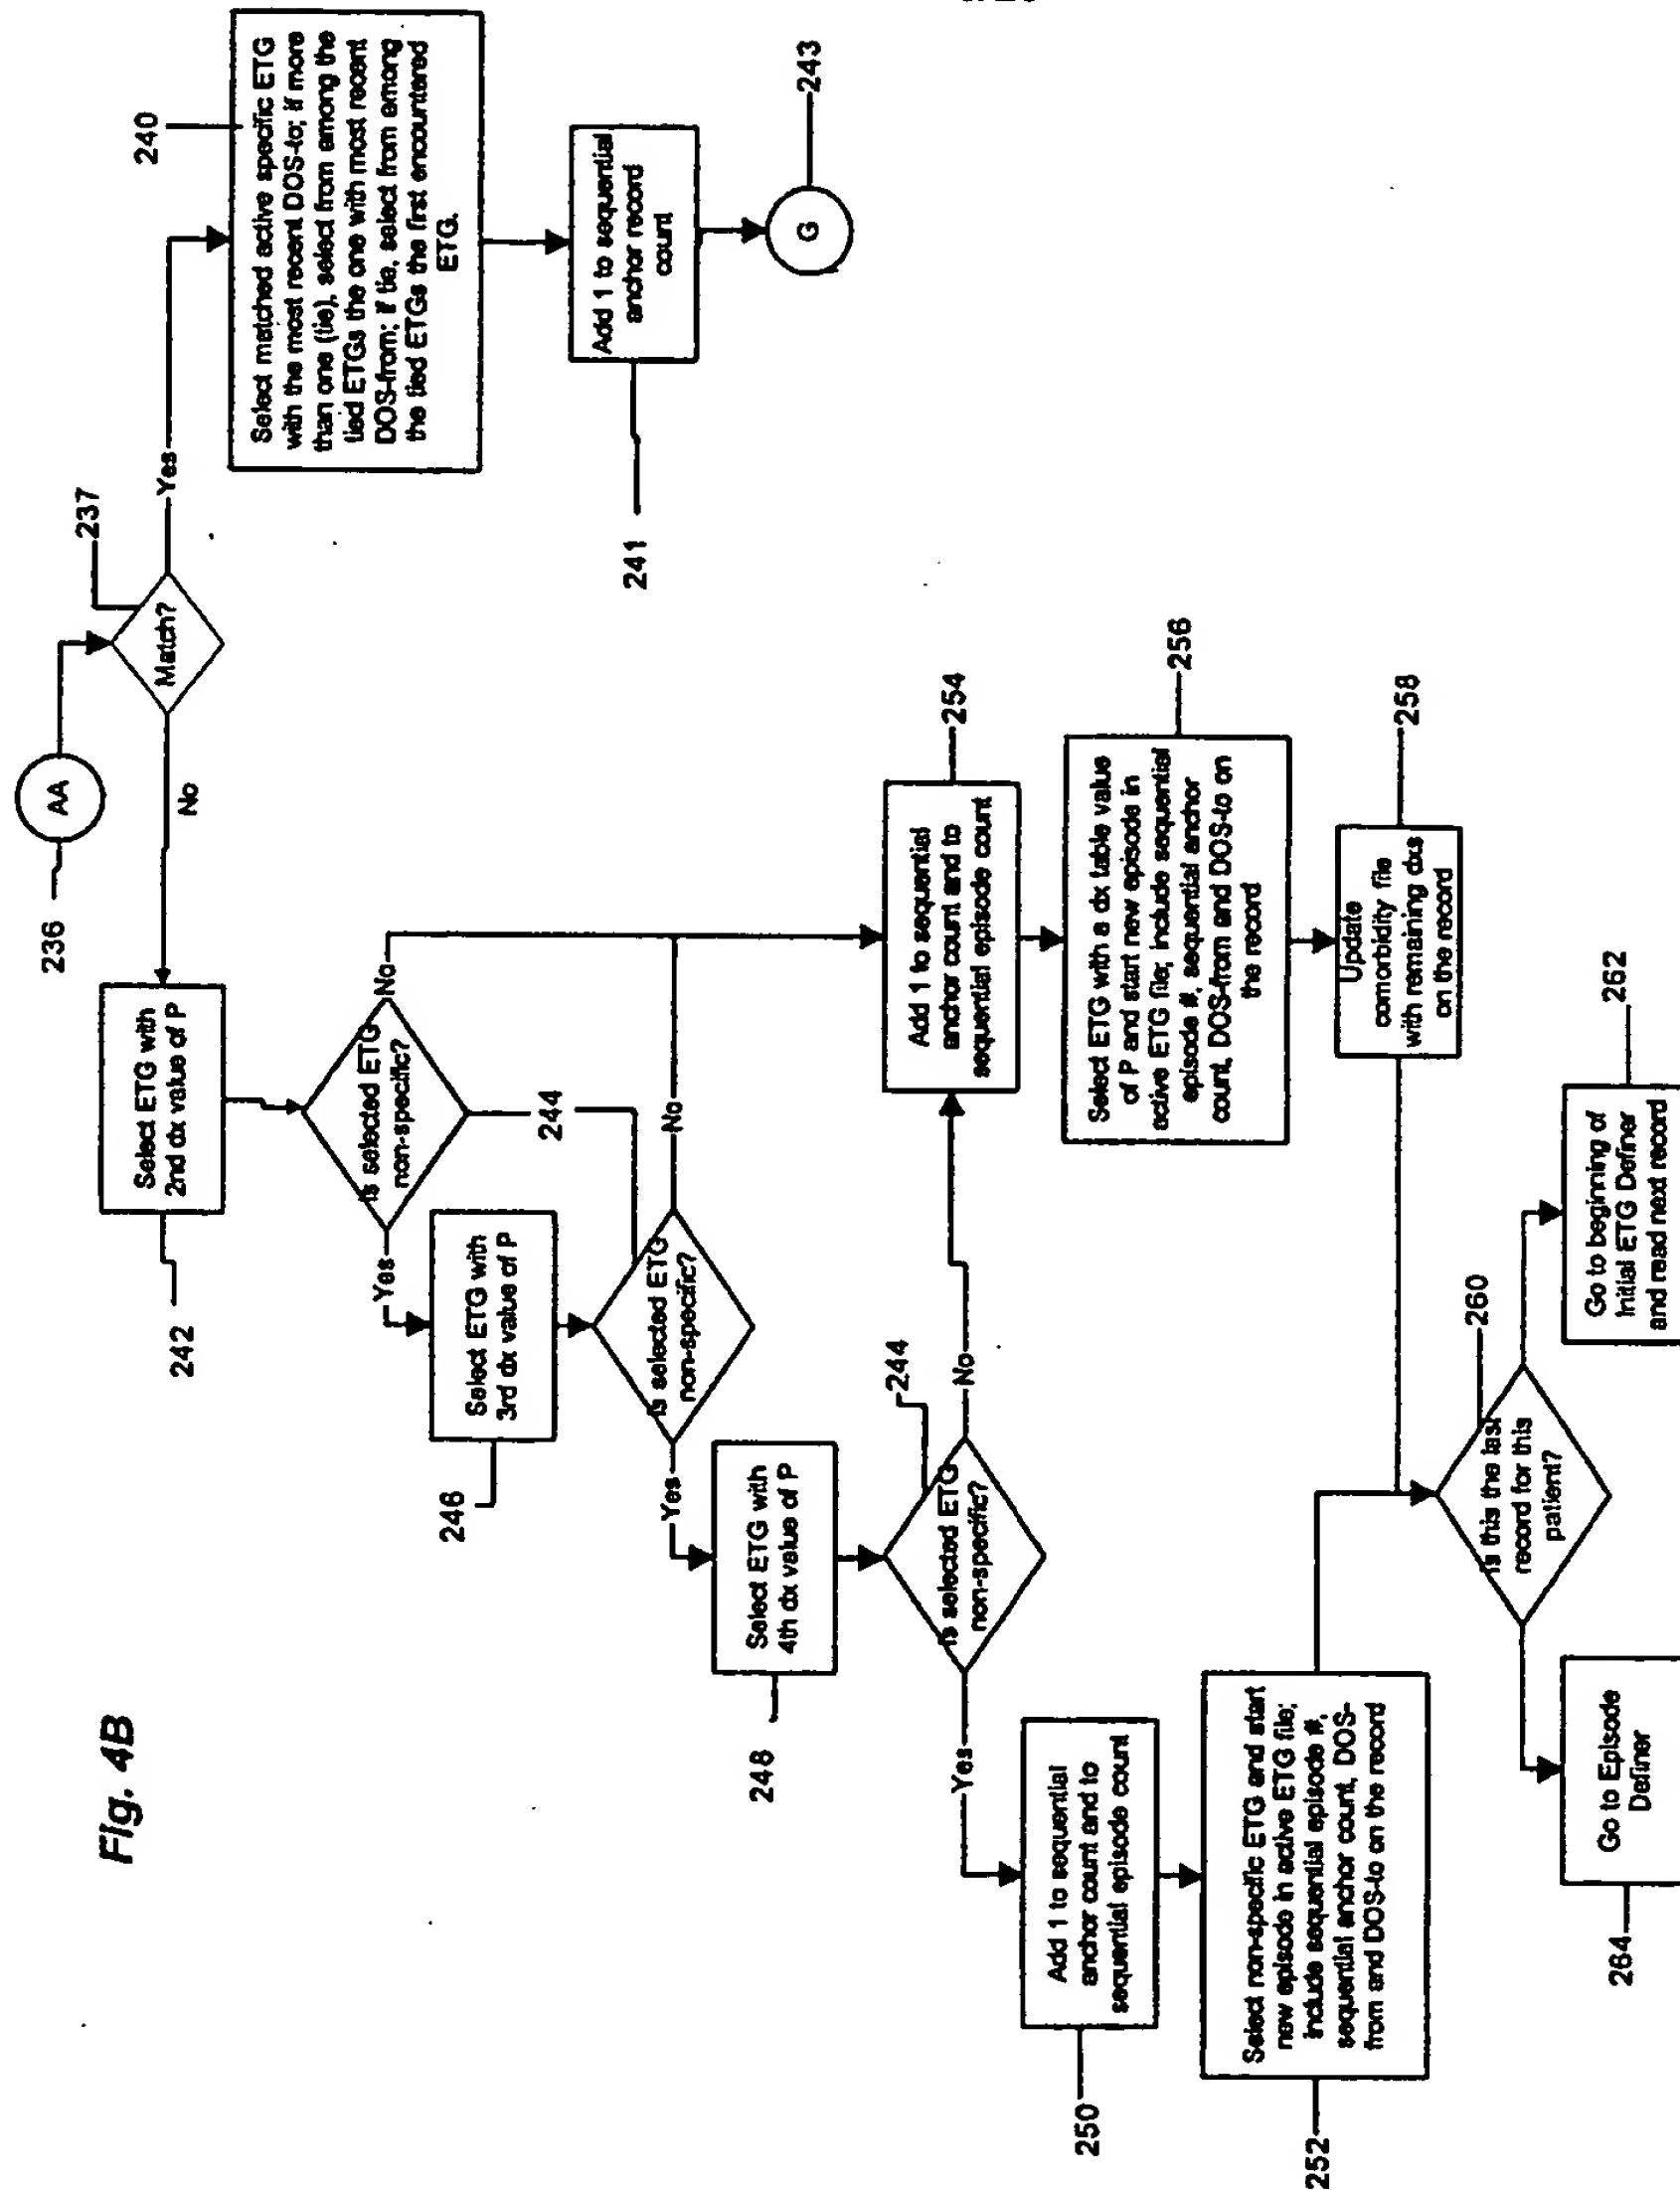 Fig. 4B
236
AA
237
Match?
Yes
No
240
Select matched active specific ETG
with the most recent DOS-to; if more
than one (tie), select from among the
tied ETGs the one with most recent
DOS-from; if tie, select from among
the tied ETGs the first encountered
ETG.
241
Add 1 to sequential
anchor record
count
G
243
242
Select ETG with
2nd dx value of P
Is selected ETG
non-specific?
No
Yes
244
246
Select ETG with
3rd dx value of P
Is selected ETG
non-specific?
No
Yes
248
Select ETG with
4th dx value of P
244
Is selected ETG
non-specific?
No
Yes
254
Add 1 to sequential
anchor count and to
sequential episode count
256
Select ETG with a dx table value
of P and start new episode in
active ETG file; include sequential
episode #, sequential anchor
count, DOS-from and DOS-to on
the record
258
Update
comorbidity file
with remaining dxs
on the record
250
Add 1 to sequential
anchor count and to
sequential episode count
252
Select non-specific ETG and start
new episode in active ETG file;
include sequential episode #,
sequential anchor count, DOS-
from and DOS-to on the record
260
Is this the last
record for this
patient?
262
Go to beginning of
Initial ETG Definer
and read next record
264
Go to Episode
Definer